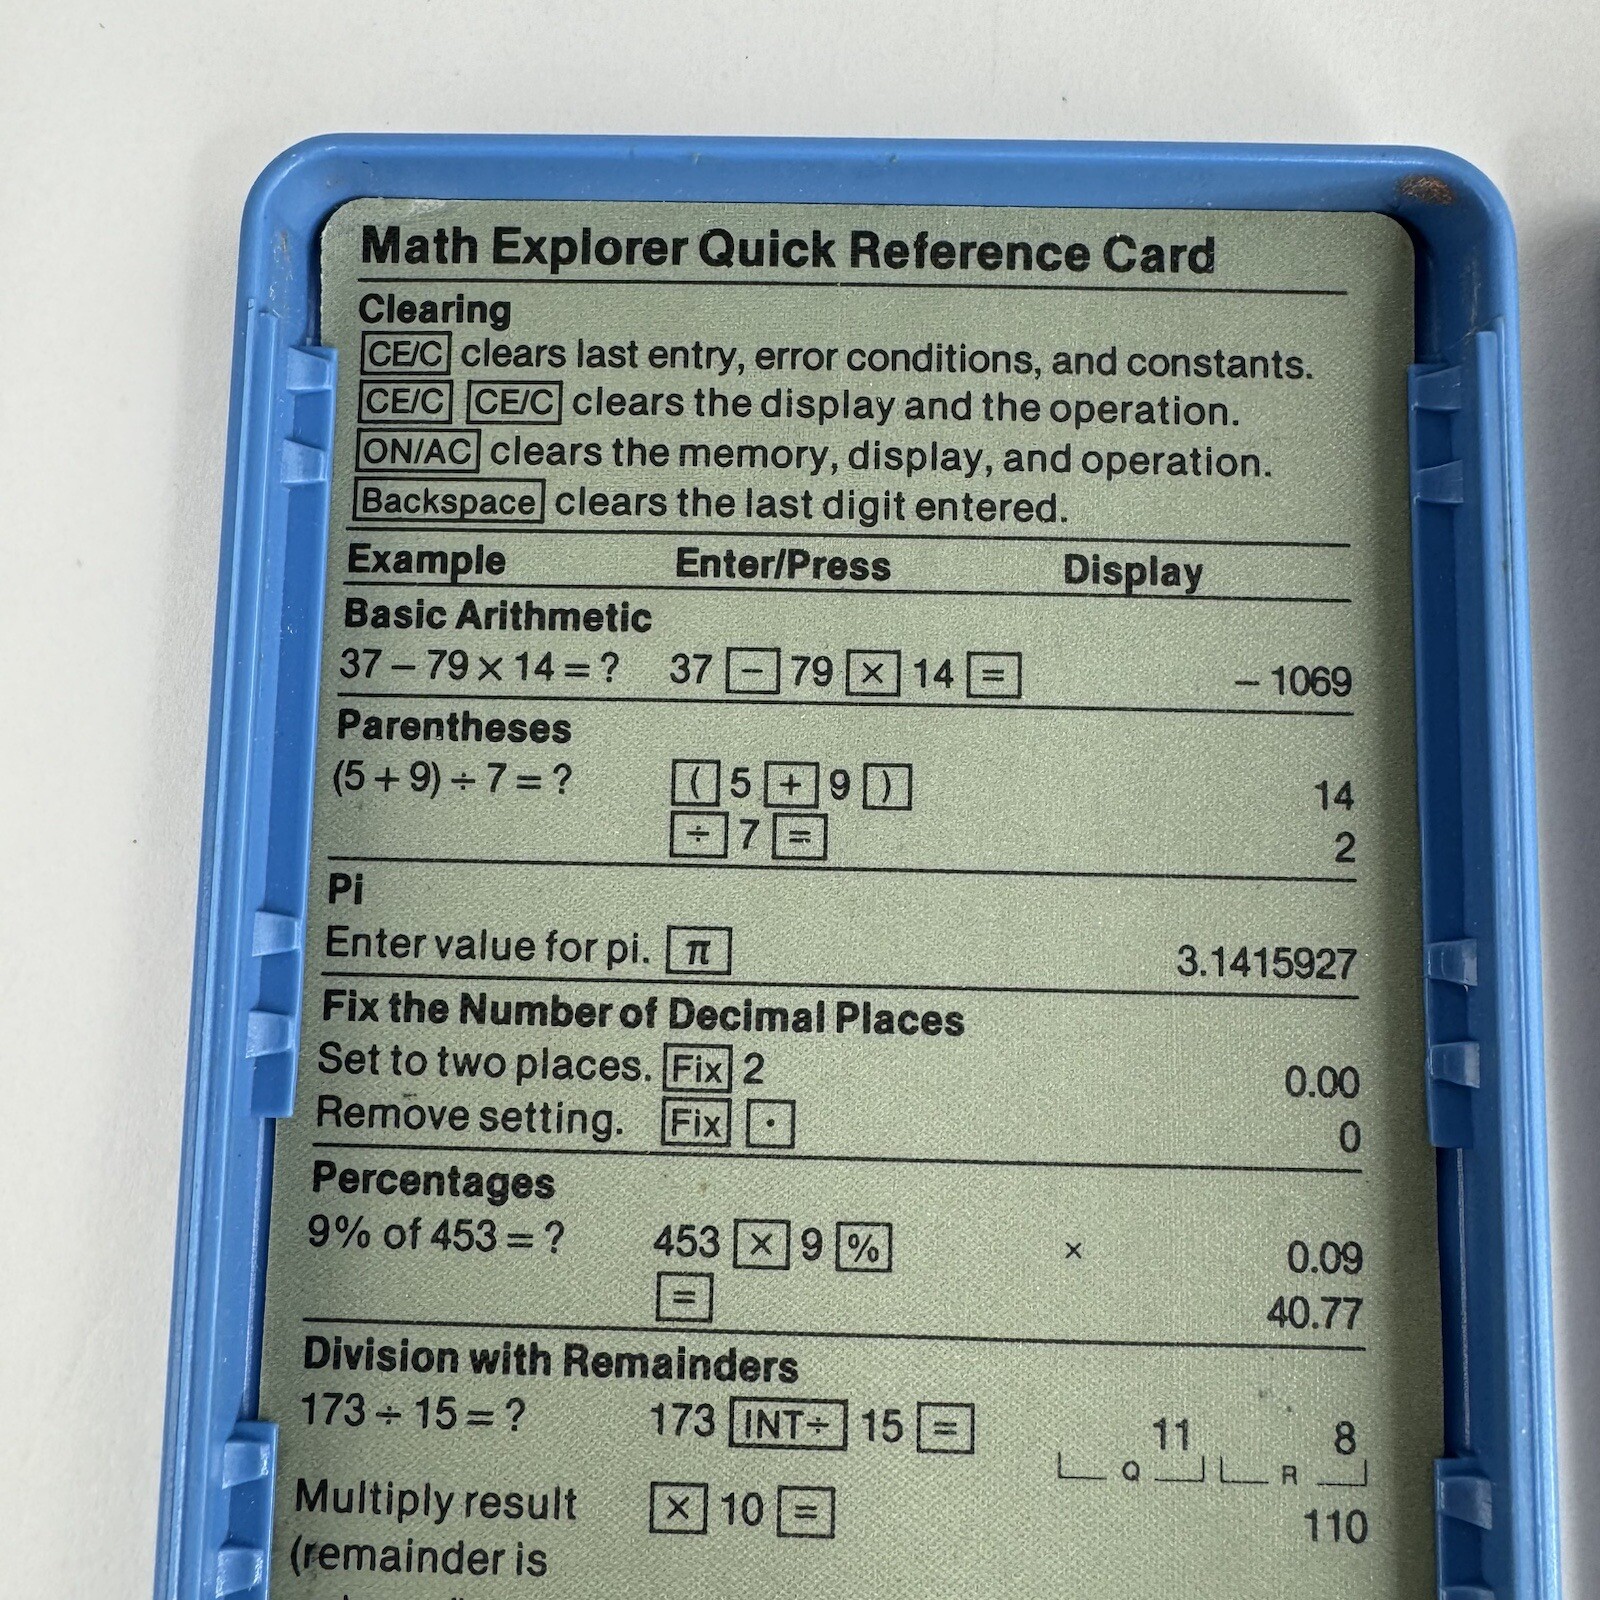 Math Explorer Quick Reference Card
Clearing
CE/C clears last entry, error conditions, and constants.
CE/C CE/C clears the display and the operation.
ON/AC clears the memory, display, and operation.
Backspace clears the last digit entered.
Example Enter/Press Display
Basic Arithmetic
37 – 79 × 14 = ? 37 − 79 × 14 = – 1069
Parentheses
(5 + 9) ÷ 7 = ? ( 5 + 9 ) 14
÷ 7 = 2
Pi
Enter value for pi. π 3.1415927
Fix the Number of Decimal Places
Set to two places. Fix 2 0.00
Remove setting. Fix · 0
Percentages
9% of 453 = ? 453 × 9 % × 0.09
= 40.77
Division with Remainders
173 ÷ 15 = ? 173 INT÷ 15 = 11 8
Q R
Multiply result × 10 = 110
(remainder is